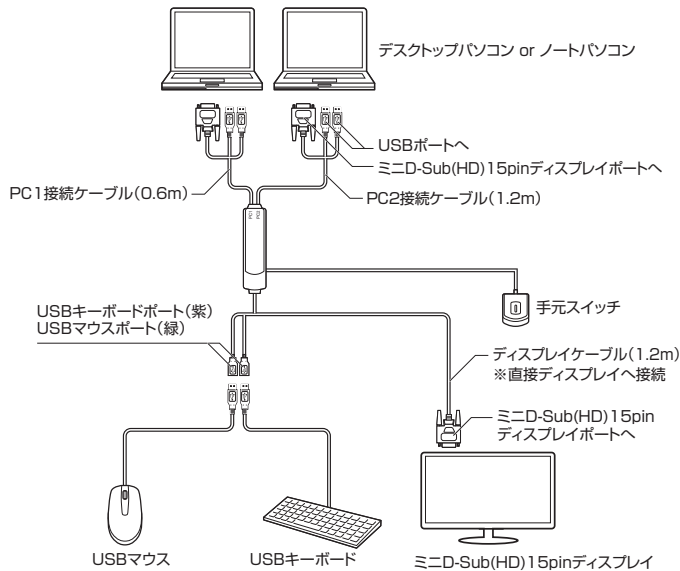 デスクトップパソコン or ノートパソコン
USBポートへ
ミニD-Sub(HD)15pinディスプレイポートへ
PC1接続ケーブル(0.6m)
PC2接続ケーブル(1.2m)
PC1
PC2
手元スイッチ
USBキーボードポート(紫)
USBマウスポート(緑)
ディスプレイケーブル(1.2m)
※直接ディスプレイへ接続
ミニD-Sub(HD)15pin
ディスプレイポートへ
USBマウス
USBキーボード
ミニD-Sub(HD)15pinディスプレイ